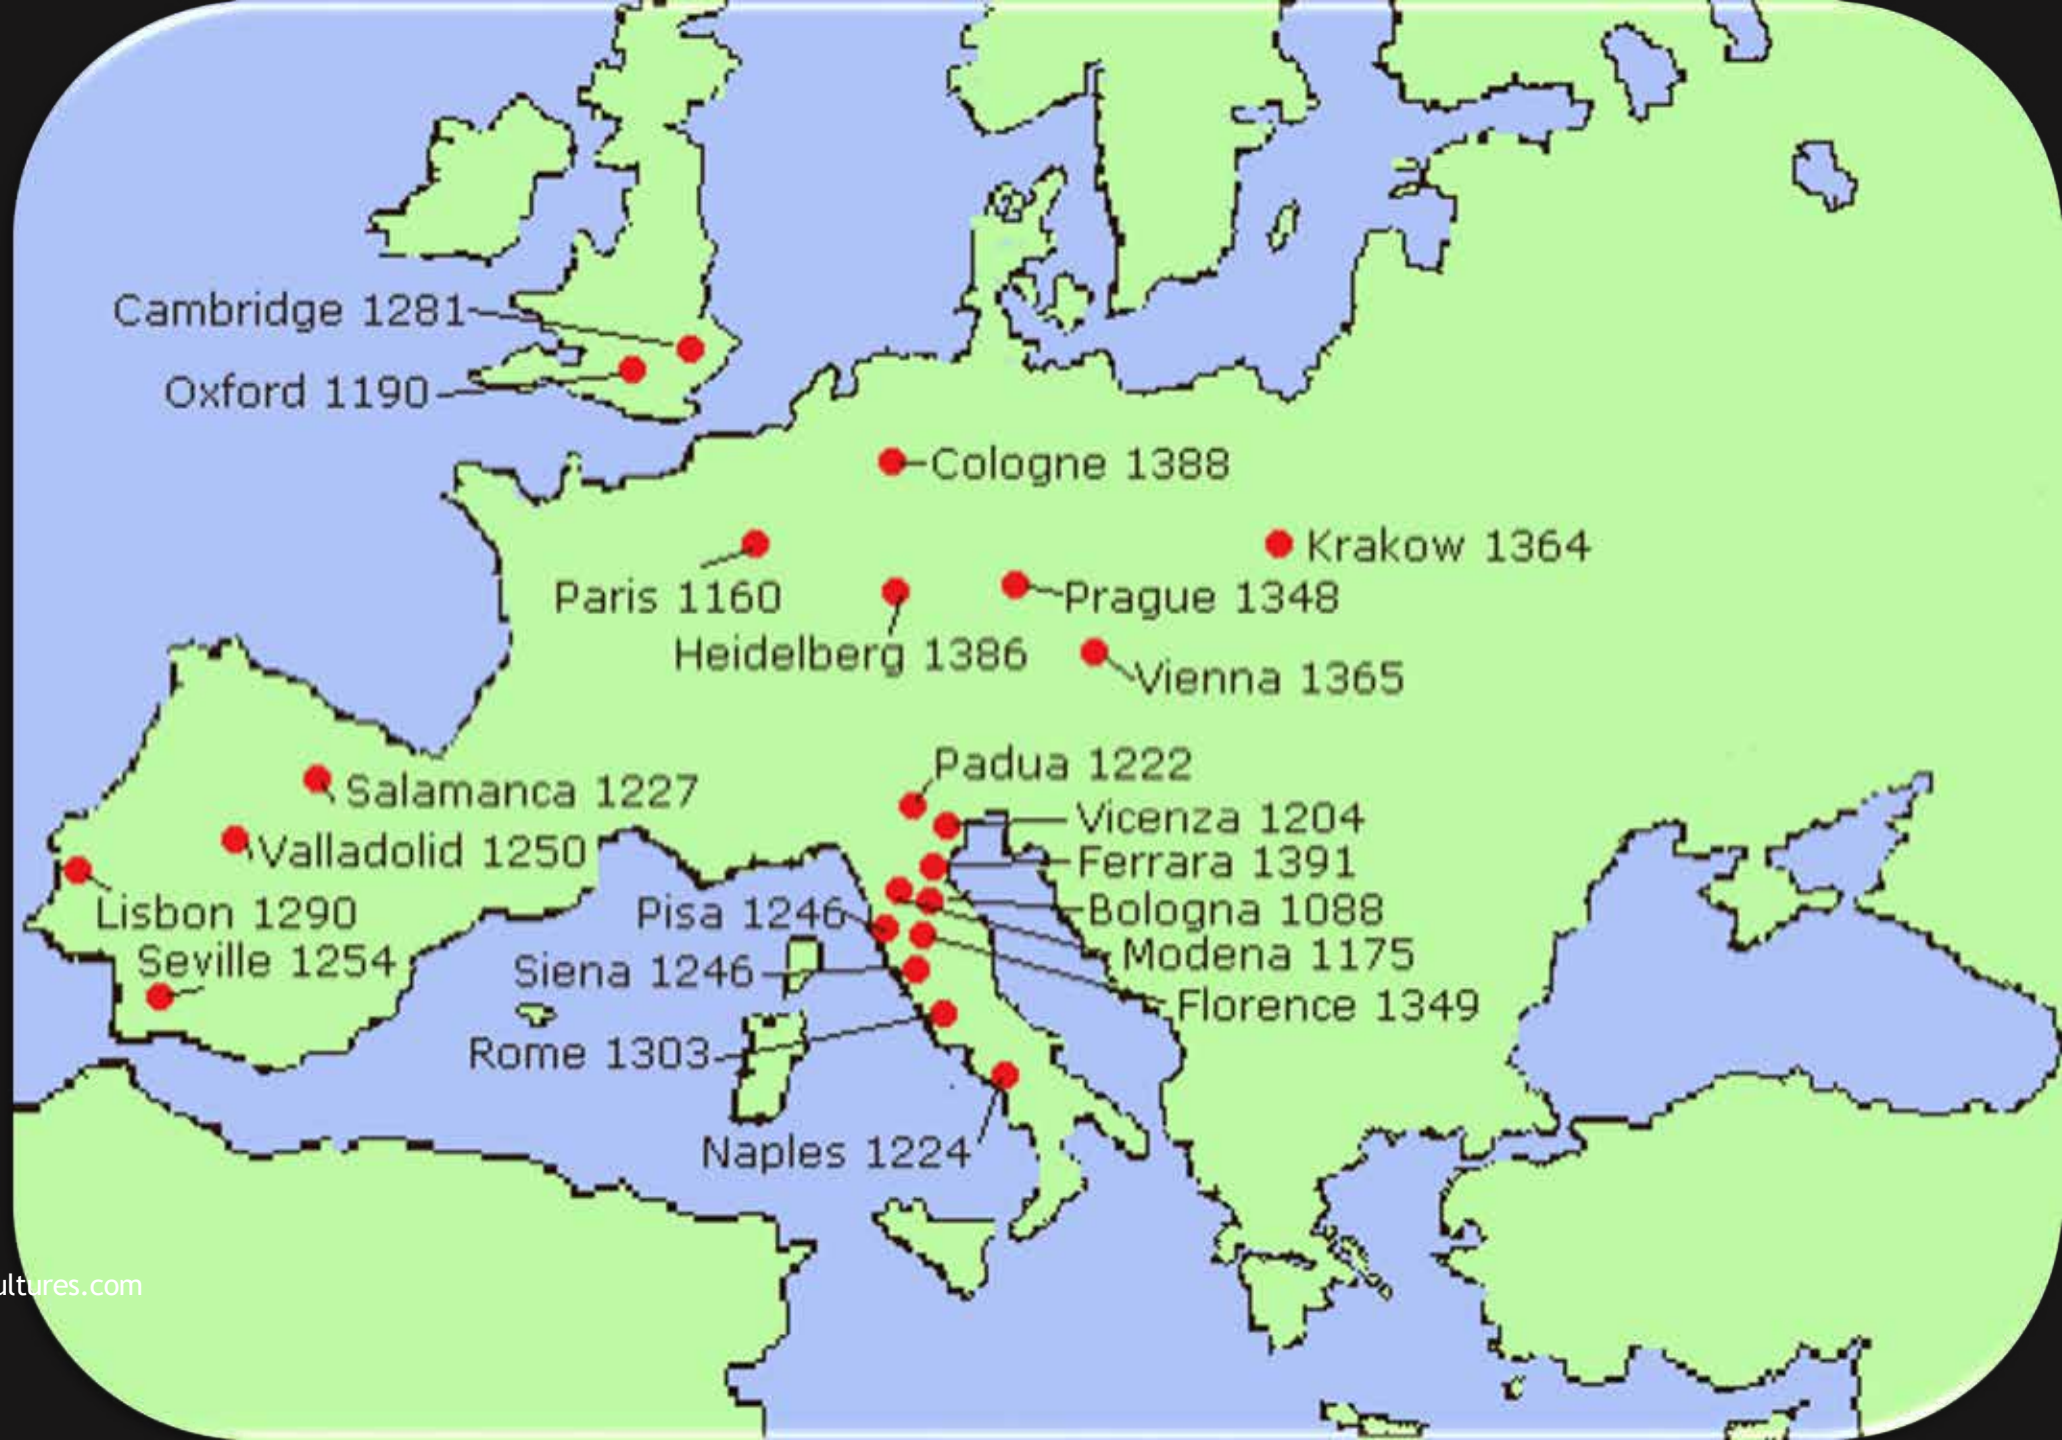 Cambridge 1281
Oxford 1190
Cologne 1388
Krakow 1364
Paris 1160
Prague 1348
Heidelberg 1386
Vienna 1365
Padua 1222
Salamanca 1227
Vicenza 1204
Valladolid 1250
Ferrara 1391
Lisbon 1290
Pisa 1246
Bologna 1088
Seville 1254
Siena 1246
Modena 1175
Florence 1349
Rome 1303
Naples 1224
ultures.com